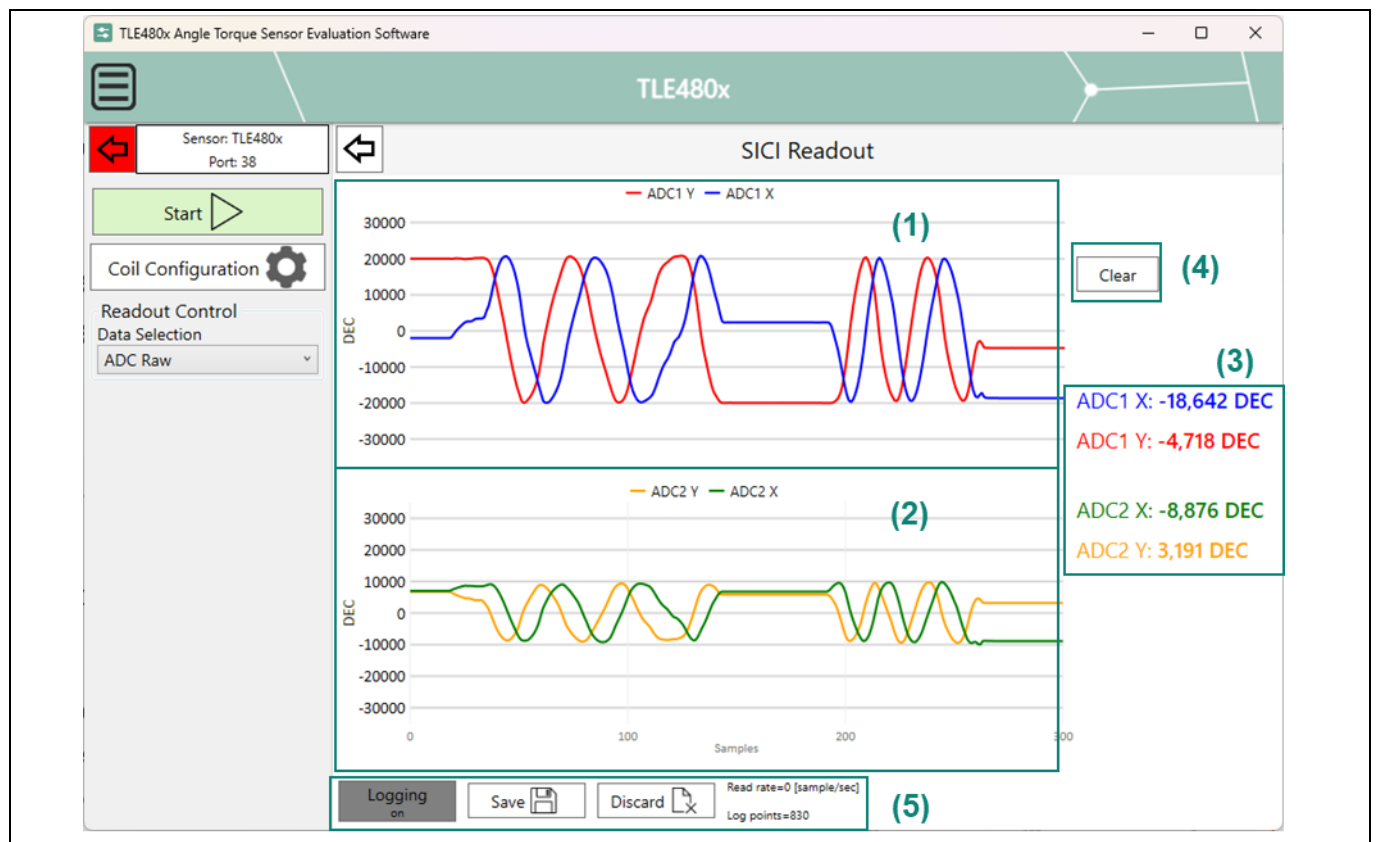 TLE480x Angle Torque Sensor Evaluation Software
TLE480x
Sensor: TLE480x
Port: 38
SICI Readout
Start
Coil Configuration
Readout Control
Data Selection
ADC Raw
ADC1 Y
ADC1 X
(1)
30000
20000
10000
0
-10000
-20000
-30000
DEC
Clear
(4)
(3)
ADC1 X: -18,642 DEC
ADC1 Y: -4,718 DEC
ADC2 X: -8,876 DEC
ADC2 Y: 3,191 DEC
ADC2 Y
ADC2 X
(2)
30000
20000
10000
0
-10000
-20000
-30000
DEC
0
100
200
300
Samples
Logging
on
Save
Discard
Read rate=0 [sample/sec]
Log points=830
(5)